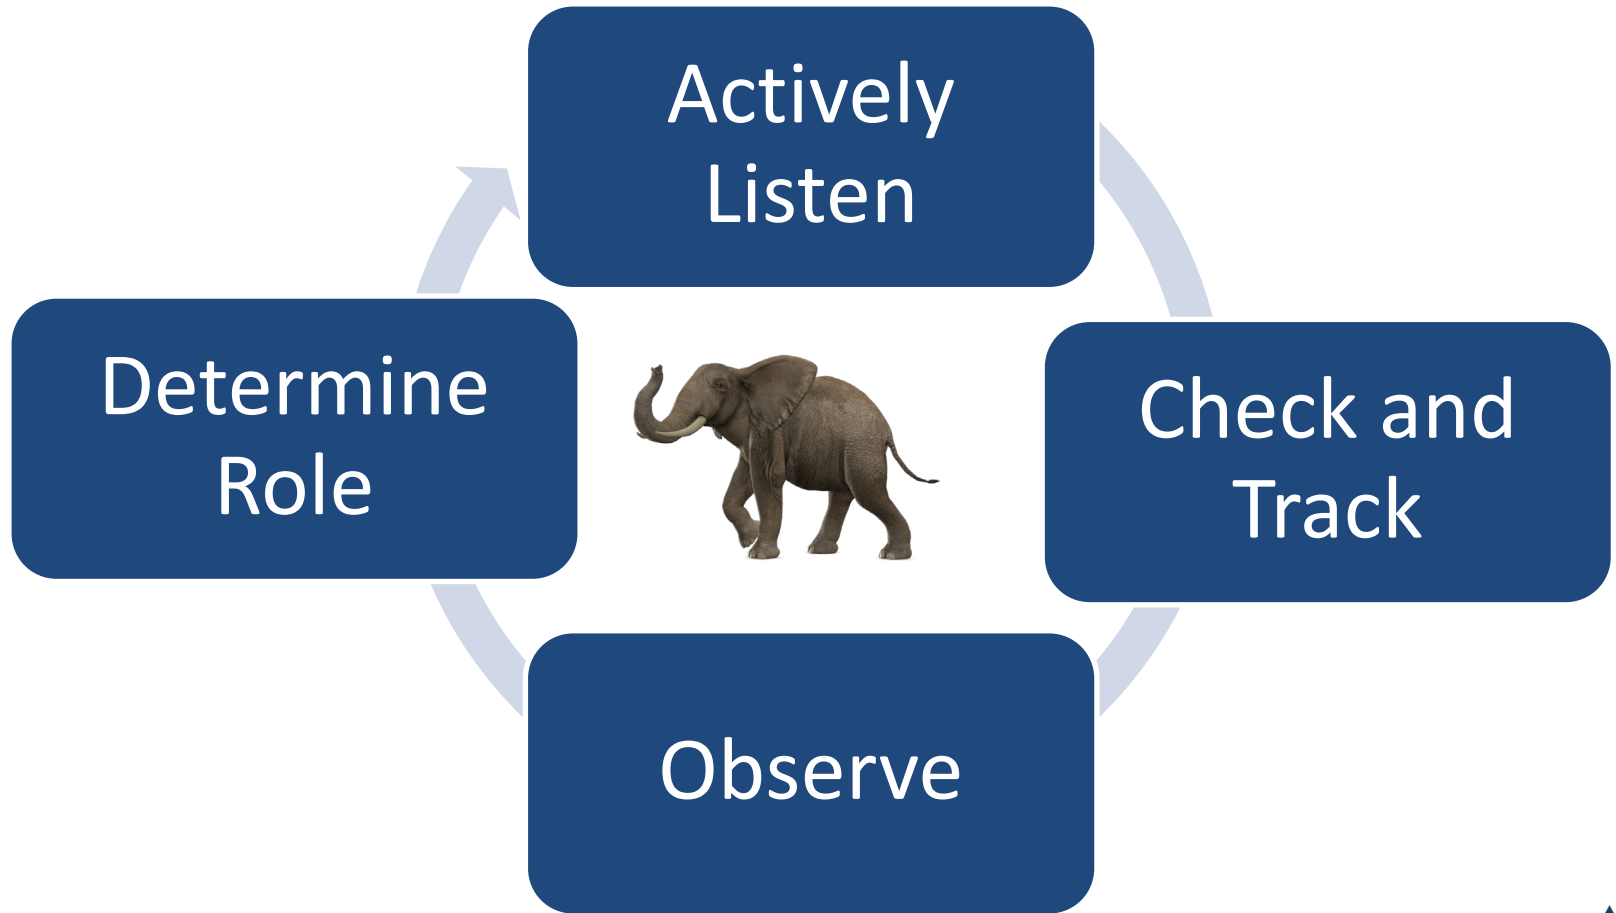 Actively
Listen
Check and
Track
Observe
Determine
Role